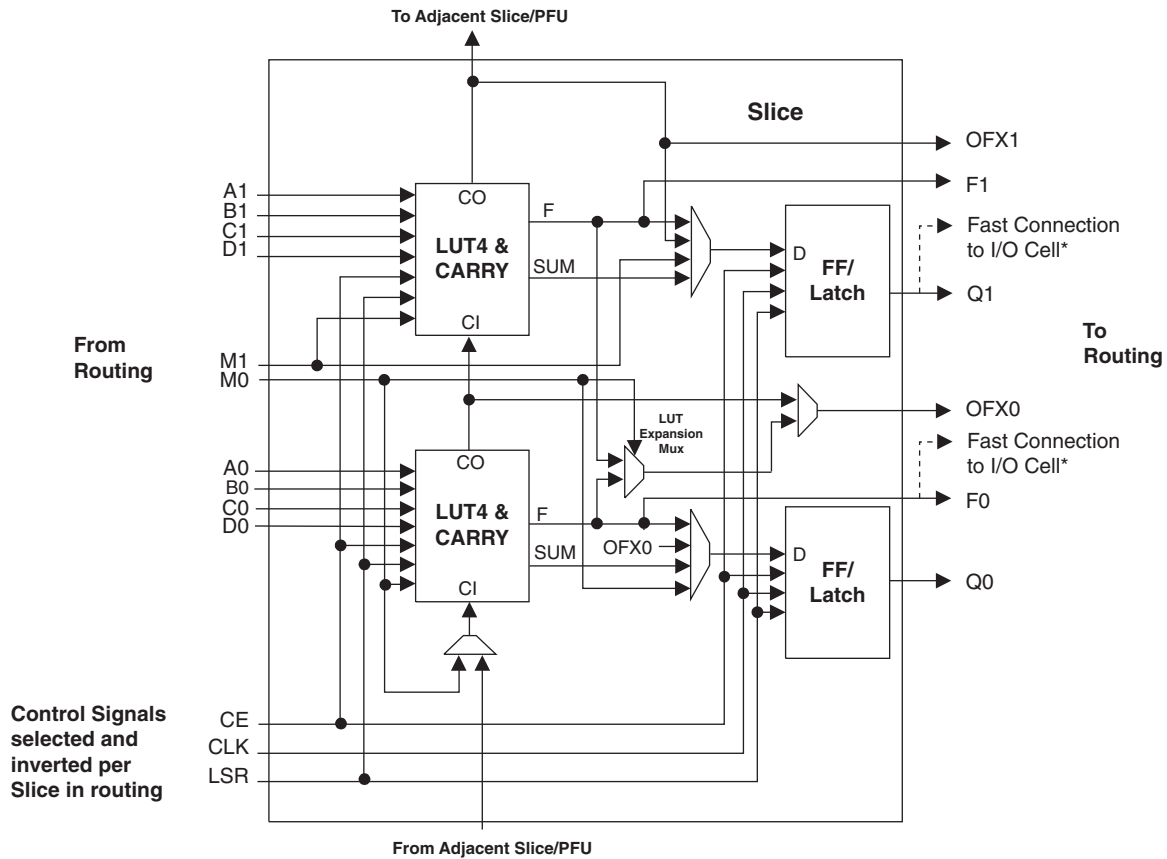 To Adjacent Slice/PFU
Slice
OFX1
F1
Fast Connection
to I/O Cell*
Q1
A1
B1
C1
D1
CO
LUT4 &
CARRY
CI
F
SUM
D
FF/
Latch
From
Routing
To
Routing
M1
M0
LUT
Expansion
Mux
OFX0
Fast Connection
to I/O Cell*
F0
A0
B0
C0
D0
CO
LUT4 &
CARRY
CI
F
OFX0
SUM
D
FF/
Latch
Q0
Control Signals
selected and
inverted per
Slice in routing
CE
CLK
LSR
From Adjacent Slice/PFU